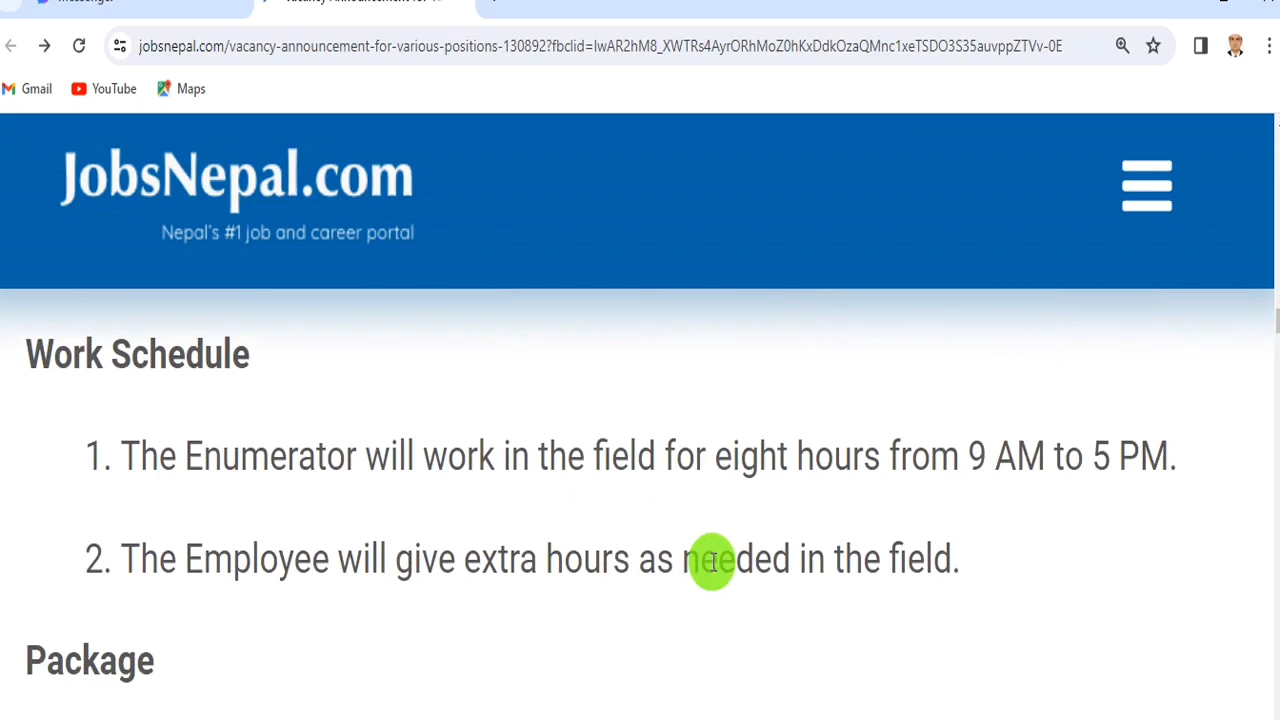 jobsnepal.com/vacancy-announcement-for-various-positions-130892?fbclid=
Gmail YouTube Maps
JobsNepal.com
Nepal's #1 job and career portal
Work Schedule
1. The Enumerator will work in the field for eight hours from 9 AM to 5 PM.
2. The Employee will give extra hours as needed in the field.
Package